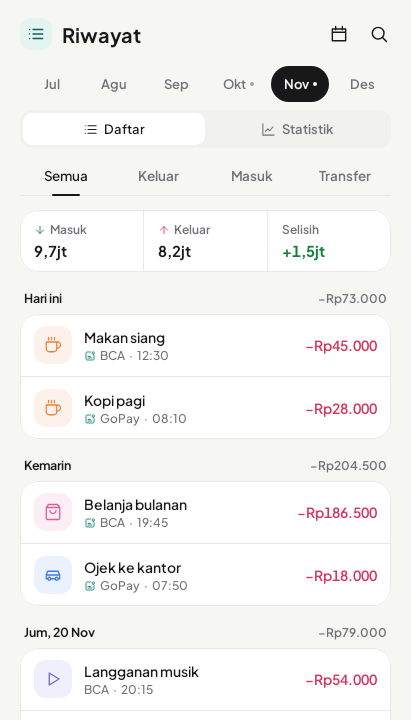 Riwayat
Jul Agu Sep Okt Nov Des
Daftar Statistik
Semua Keluar Masuk Transfer
Masuk Keluar Selisih
9,7jt 8,2jt +1,5jt
Hari ini −Rp73.000
Makan siang
BCA · 12:30 −Rp45.000
Kopi pagi
GoPay · 08:10 −Rp28.000
Kemarin −Rp204.500
Belanja bulanan
BCA · 19:45 −Rp186.500
Ojek ke kantor
GoPay · 07:50 −Rp18.000
Jum, 20 Nov −Rp79.000
Langganan musik
BCA · 20:15 −Rp54.000